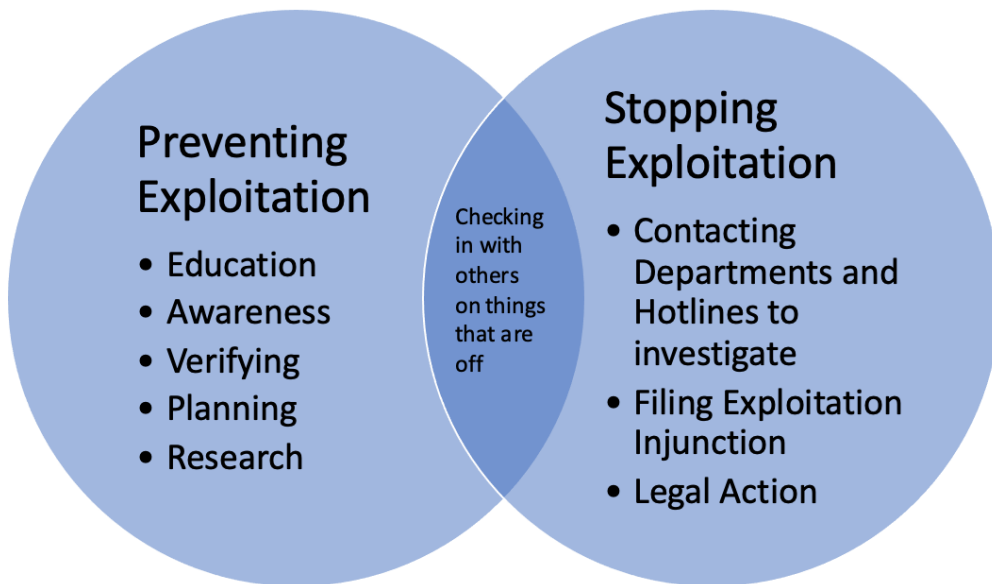 Preventing
Exploitation
• Education
• Awareness
• Verifying
• Planning
• Research
Checking
in with
others
on things
that are
off
Stopping
Exploitation
• Contacting
Departments and
Hotlines to
investigate
• Filing Exploitation
Injunction
• Legal Action